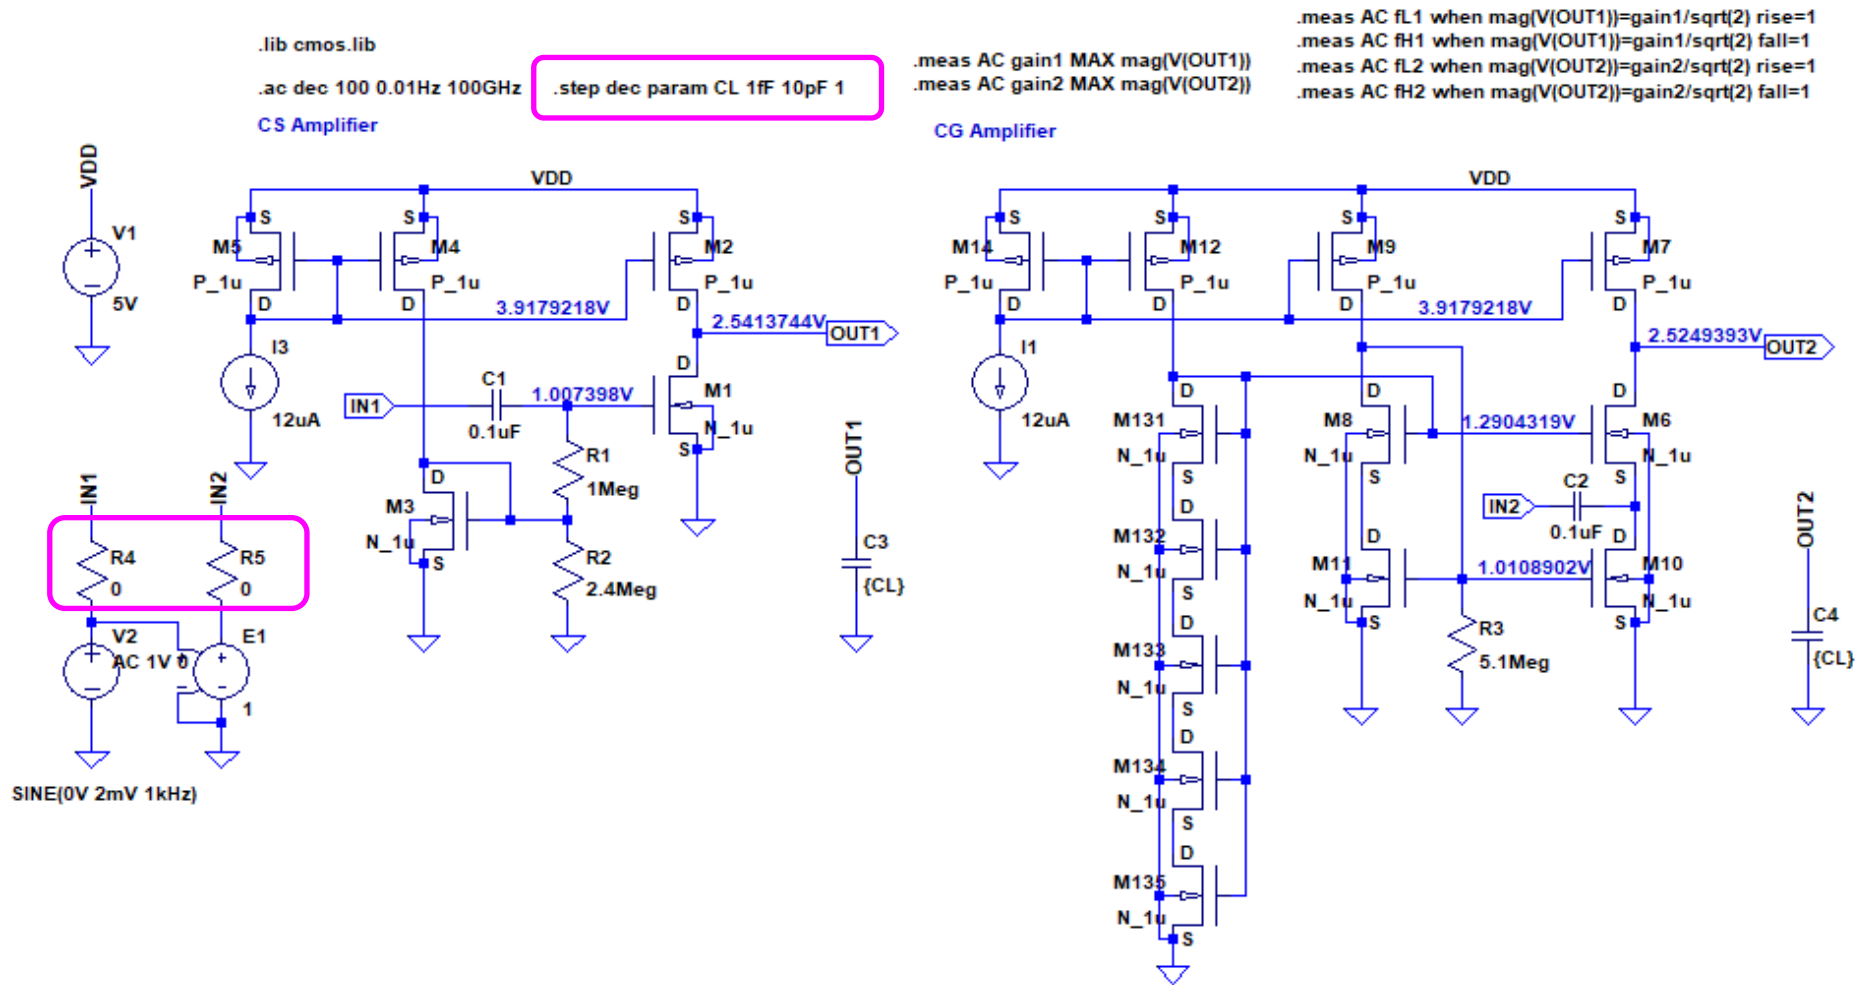 .meas AC fL1 when mag(V(OUT1))=gain1/sqrt(2) rise=1
.lib cmos.lib
.meas AC fH1 when mag(V(OUT1))=gain1/sqrt(2) fall=1
.meas AC gain1 MAX mag(V(OUT1))
.meas AC fL2 when mag(V(OUT2))=gain2/sqrt(2) rise=1
.ac dec 100 0.01Hz 100GHz
.step dec param CL 1fF 10pF 1
.meas AC gain2 MAX mag(V(OUT2))
.meas AC fH2 when mag(V(OUT2))=gain2/sqrt(2) fall=1
CS Amplifier
CG Amplifier
VDD
VDD
VDD
V1
5V
S
S
S
M5
M4
M2
P_1u
P_1u
P_1u
D
D
D
3.9179218V
2.5413744V
OUT1
I3
12uA
D
C1
1.007398V
M1
IN1
0.1uF
N_1u
S
R1
1Meg
D
M3
N_1u
S
R2
2.4Meg
OUT1
C3
{CL}
IN1
IN2
R4
0
R5
0
V2
AC 1V 0
E1
1
SINE(0V 2mV 1kHz)
S
S
S
S
M14
M12
M9
M7
P_1u
P_1u
P_1u
P_1u
D
D
D
D
3.9179218V
2.5249393V
OUT2
I1
12uA
D
D
D
M131
M8
1.2904319V
M6
N_1u
N_1u
N_1u
S
S
C2
IN2
0.1uF
D
D
D
M132
M11
1.0108902V
M10
N_1u
N_1u
N_1u
S
S
S
R3
5.1Meg
D
M133
N_1u
S
D
M134
N_1u
S
D
M135
N_1u
S
OUT2
C4
{CL}